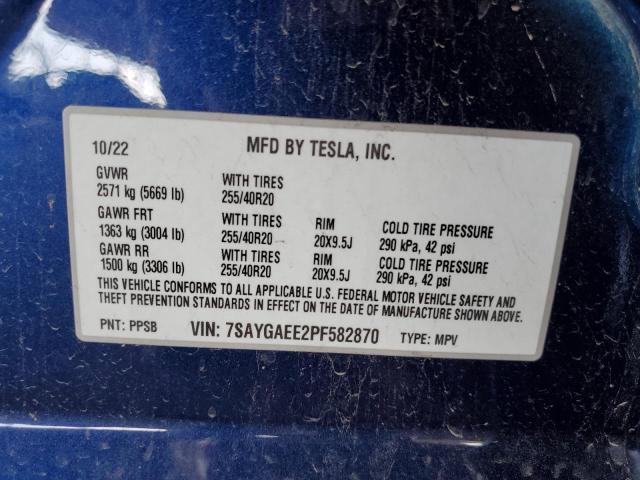 10/22 MFD BY TESLA, INC.
GVWR
2571 kg (5669 lb)
WITH TIRES
255/40R20
GAWR FRT
1363 kg (3004 lb)
WITH TIRES
255/40R20
RIM
20X9.5J
COLD TIRE PRESSURE
290 kPa, 42 psi
GAWR RR
1500 kg (3306 lb)
WITH TIRES
255/40R20
RIM
20X9.5J
COLD TIRE PRESSURE
290 kPa, 42 psi
THIS VEHICLE CONFORMS TO ALL APPLICABLE U.S. FEDERAL MOTOR VEHICLE SAFETY AND
THEFT PREVENTION STANDARDS IN EFFECT ON THE DATE OF MANUFACTURE SHOWN ABOVE.
PNT: PPSB VIN: 7SAYGAEE2PF582870 TYPE: MPV